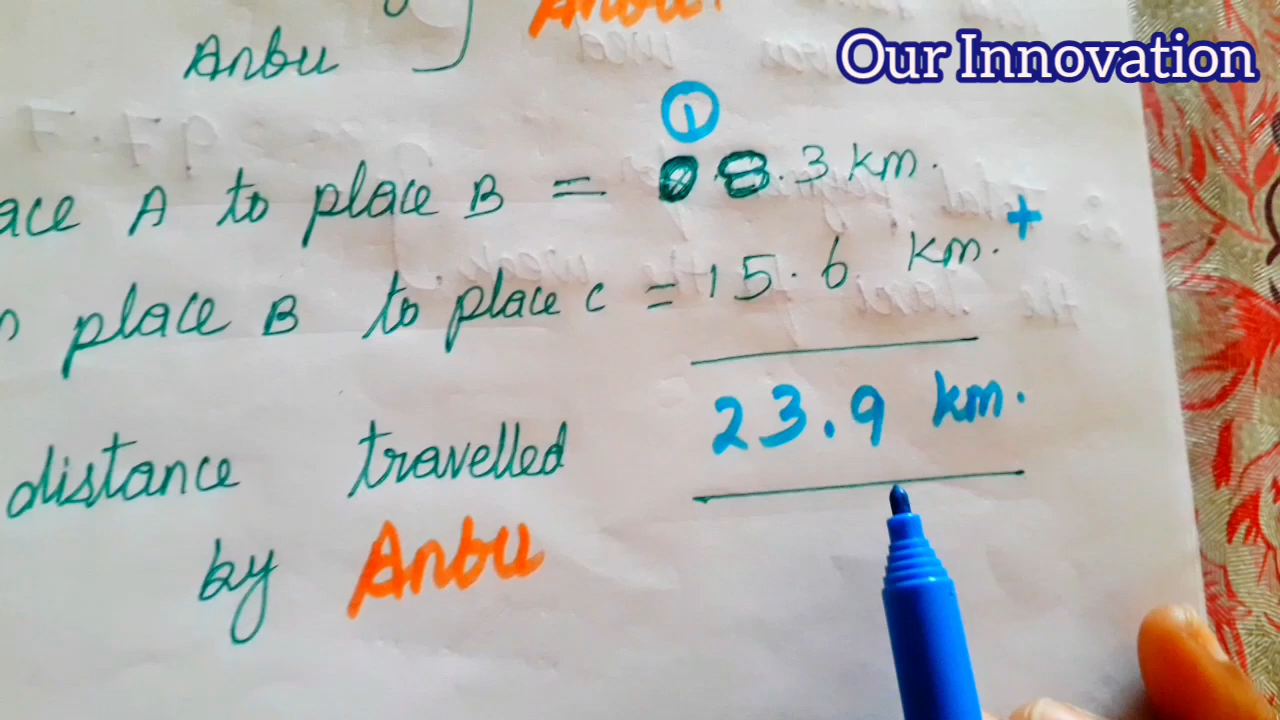 Our Innovation
Anbu.
Anbu
①
ace A to place B = 08.3 km.
+
place B to place C = 15.6 km.
23.9 km.
distance travelled
by Anbu